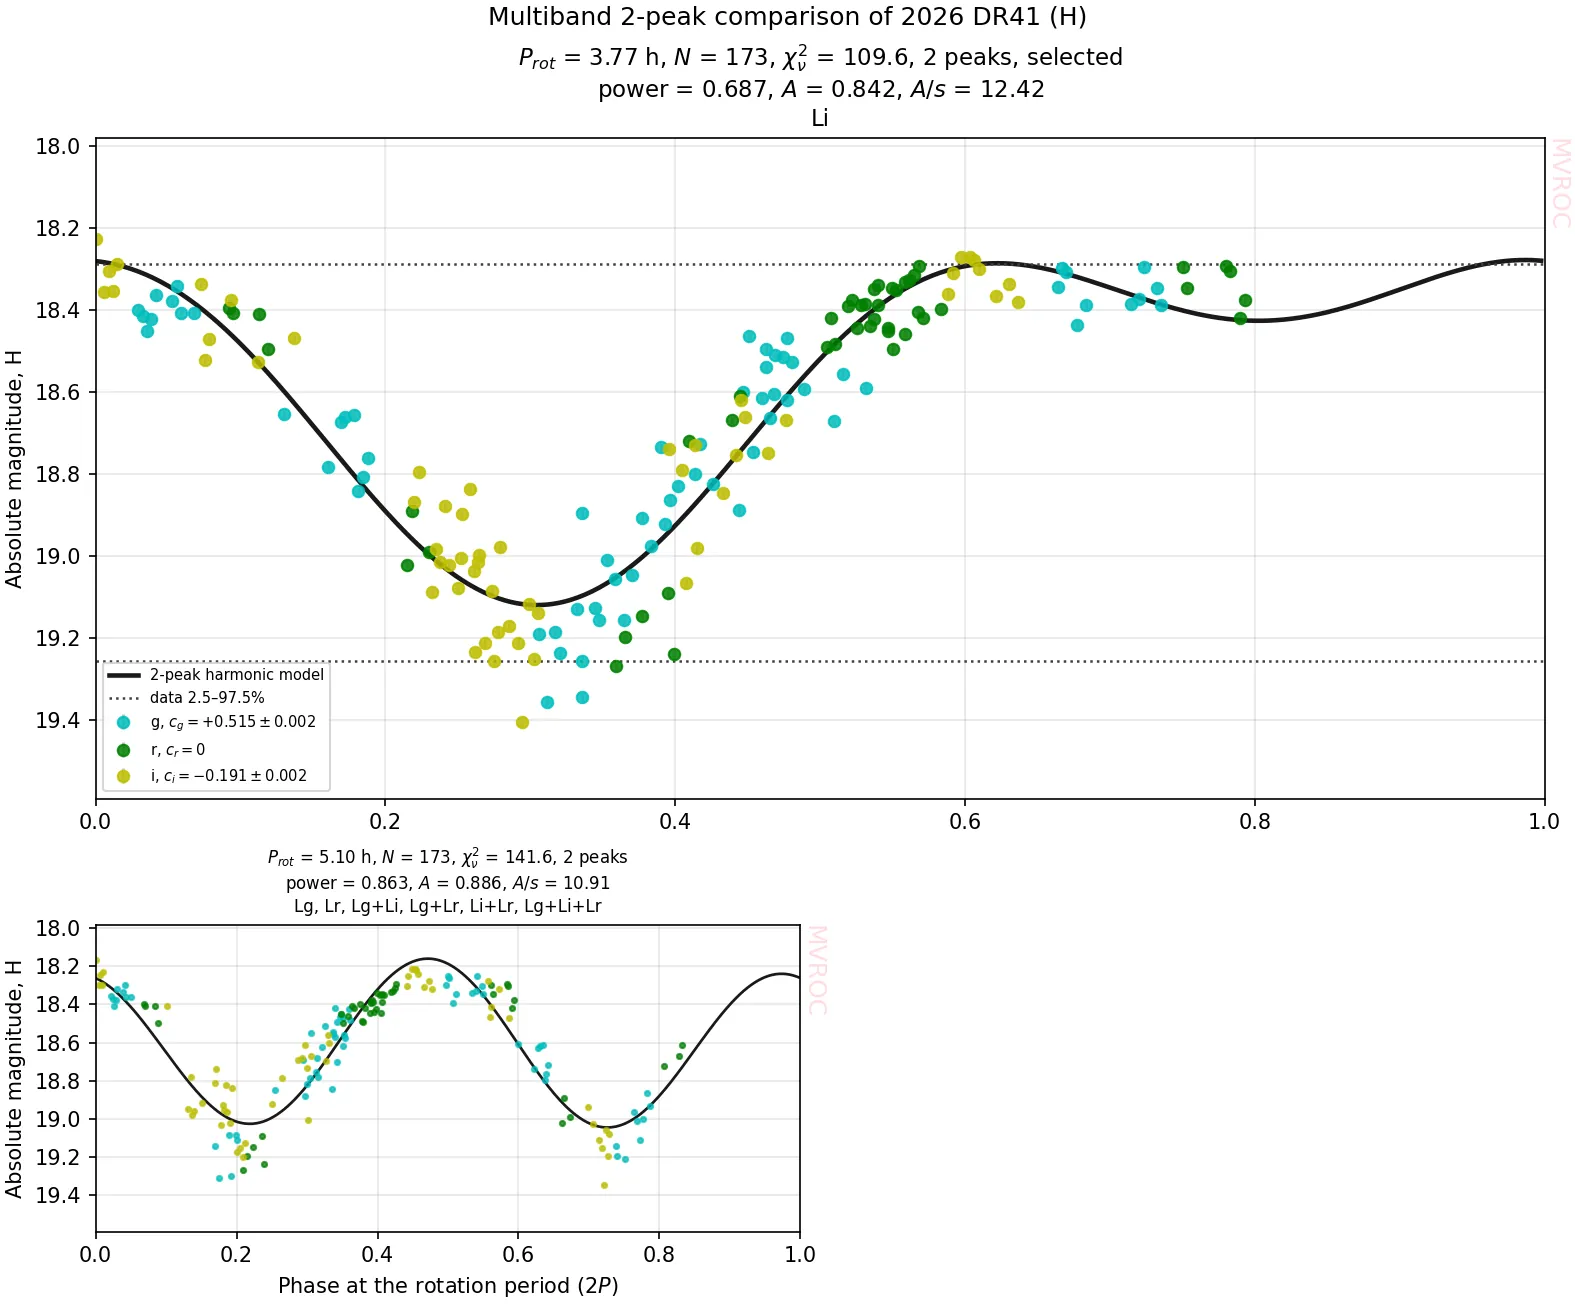 Multiband 2-peak comparison of 2026 DR41 (H)
P_rot = 3.77 h, N = 173, χ²_ν = 109.6, 2 peaks, selected
power = 0.687, A = 0.842, A/s = 12.42
Li
MVROC
Absolute magnitude, H
18.0
18.2
18.4
18.6
18.8
19.0
19.2
19.4
2-peak harmonic model
data 2.5–97.5%
g, c_g = +0.515 ± 0.002
r, c_r = 0
i, c_i = −0.191 ± 0.002
0.0 0.2 0.4 0.6 0.8 1.0
P_rot = 5.10 h, N = 173, χ²_ν = 141.6, 2 peaks
power = 0.863, A = 0.886, A/s = 10.91
Lg, Lr, Lg+Li, Lg+Lr, Li+Lr, Lg+Li+Lr
MVROC
Absolute magnitude, H
18.0
18.2
18.4
18.6
18.8
19.0
19.2
19.4
0.0 0.2 0.4 0.6 0.8 1.0
Phase at the rotation period (2P)